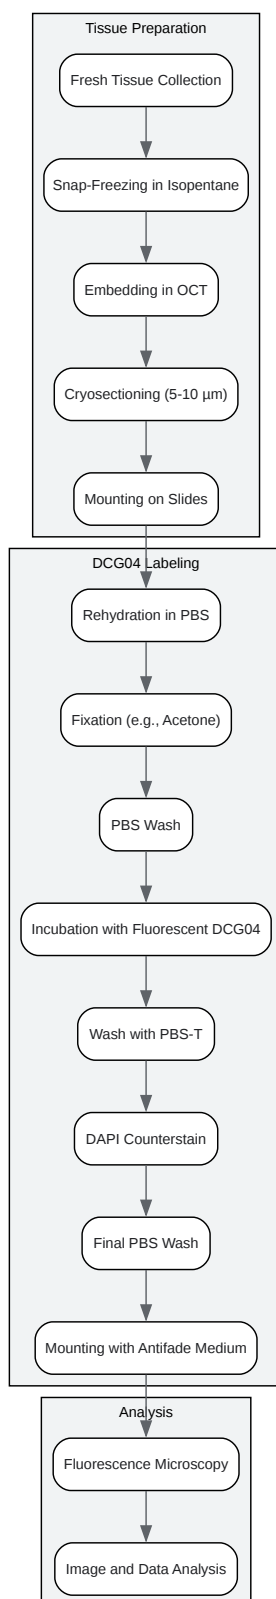 Tissue Preparation
Fresh Tissue Collection
Snap-Freezing in Isopentane
Embedding in OCT
Cryosectioning (5-10 µm)
Mounting on Slides
DCG04 Labeling
Rehydration in PBS
Fixation (e.g., Acetone)
PBS Wash
Incubation with Fluorescent DCG04
Wash with PBS-T
DAPI Counterstain
Final PBS Wash
Mounting with Antifade Medium
Analysis
Fluorescence Microscopy
Image and Data Analysis